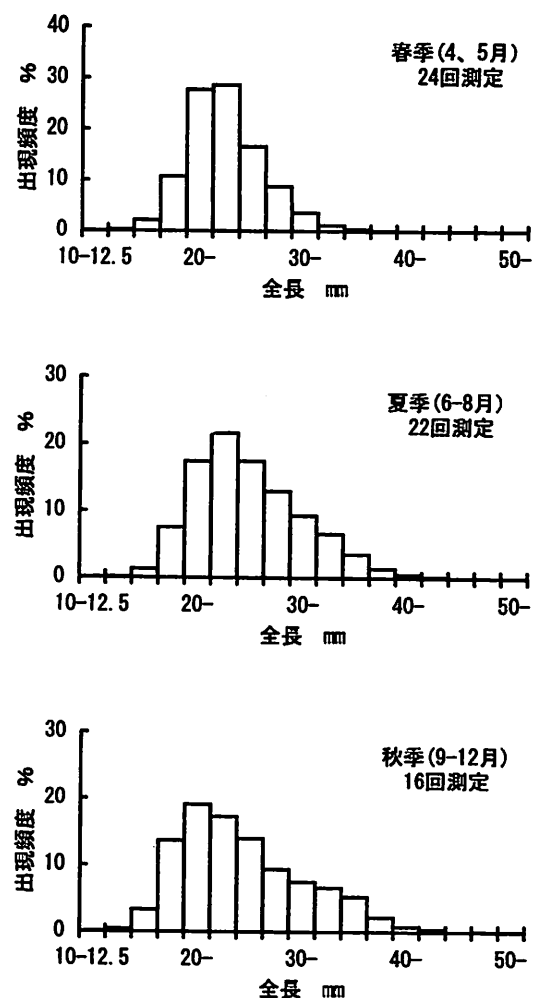 40
春季(4、5月)
24回測定
30
20
10
0
出現頻度 %
10-12.5 20- 30- 40- 50-
全長 mm
30
夏季(6-8月)
22回測定
20
10
0
出現頻度 %
10-12.5 20- 30- 40- 50-
全長 mm
30
秋季(9-12月)
16回測定
20
10
0
出現頻度 %
10-12.5 20- 30- 40- 50-
全長 mm